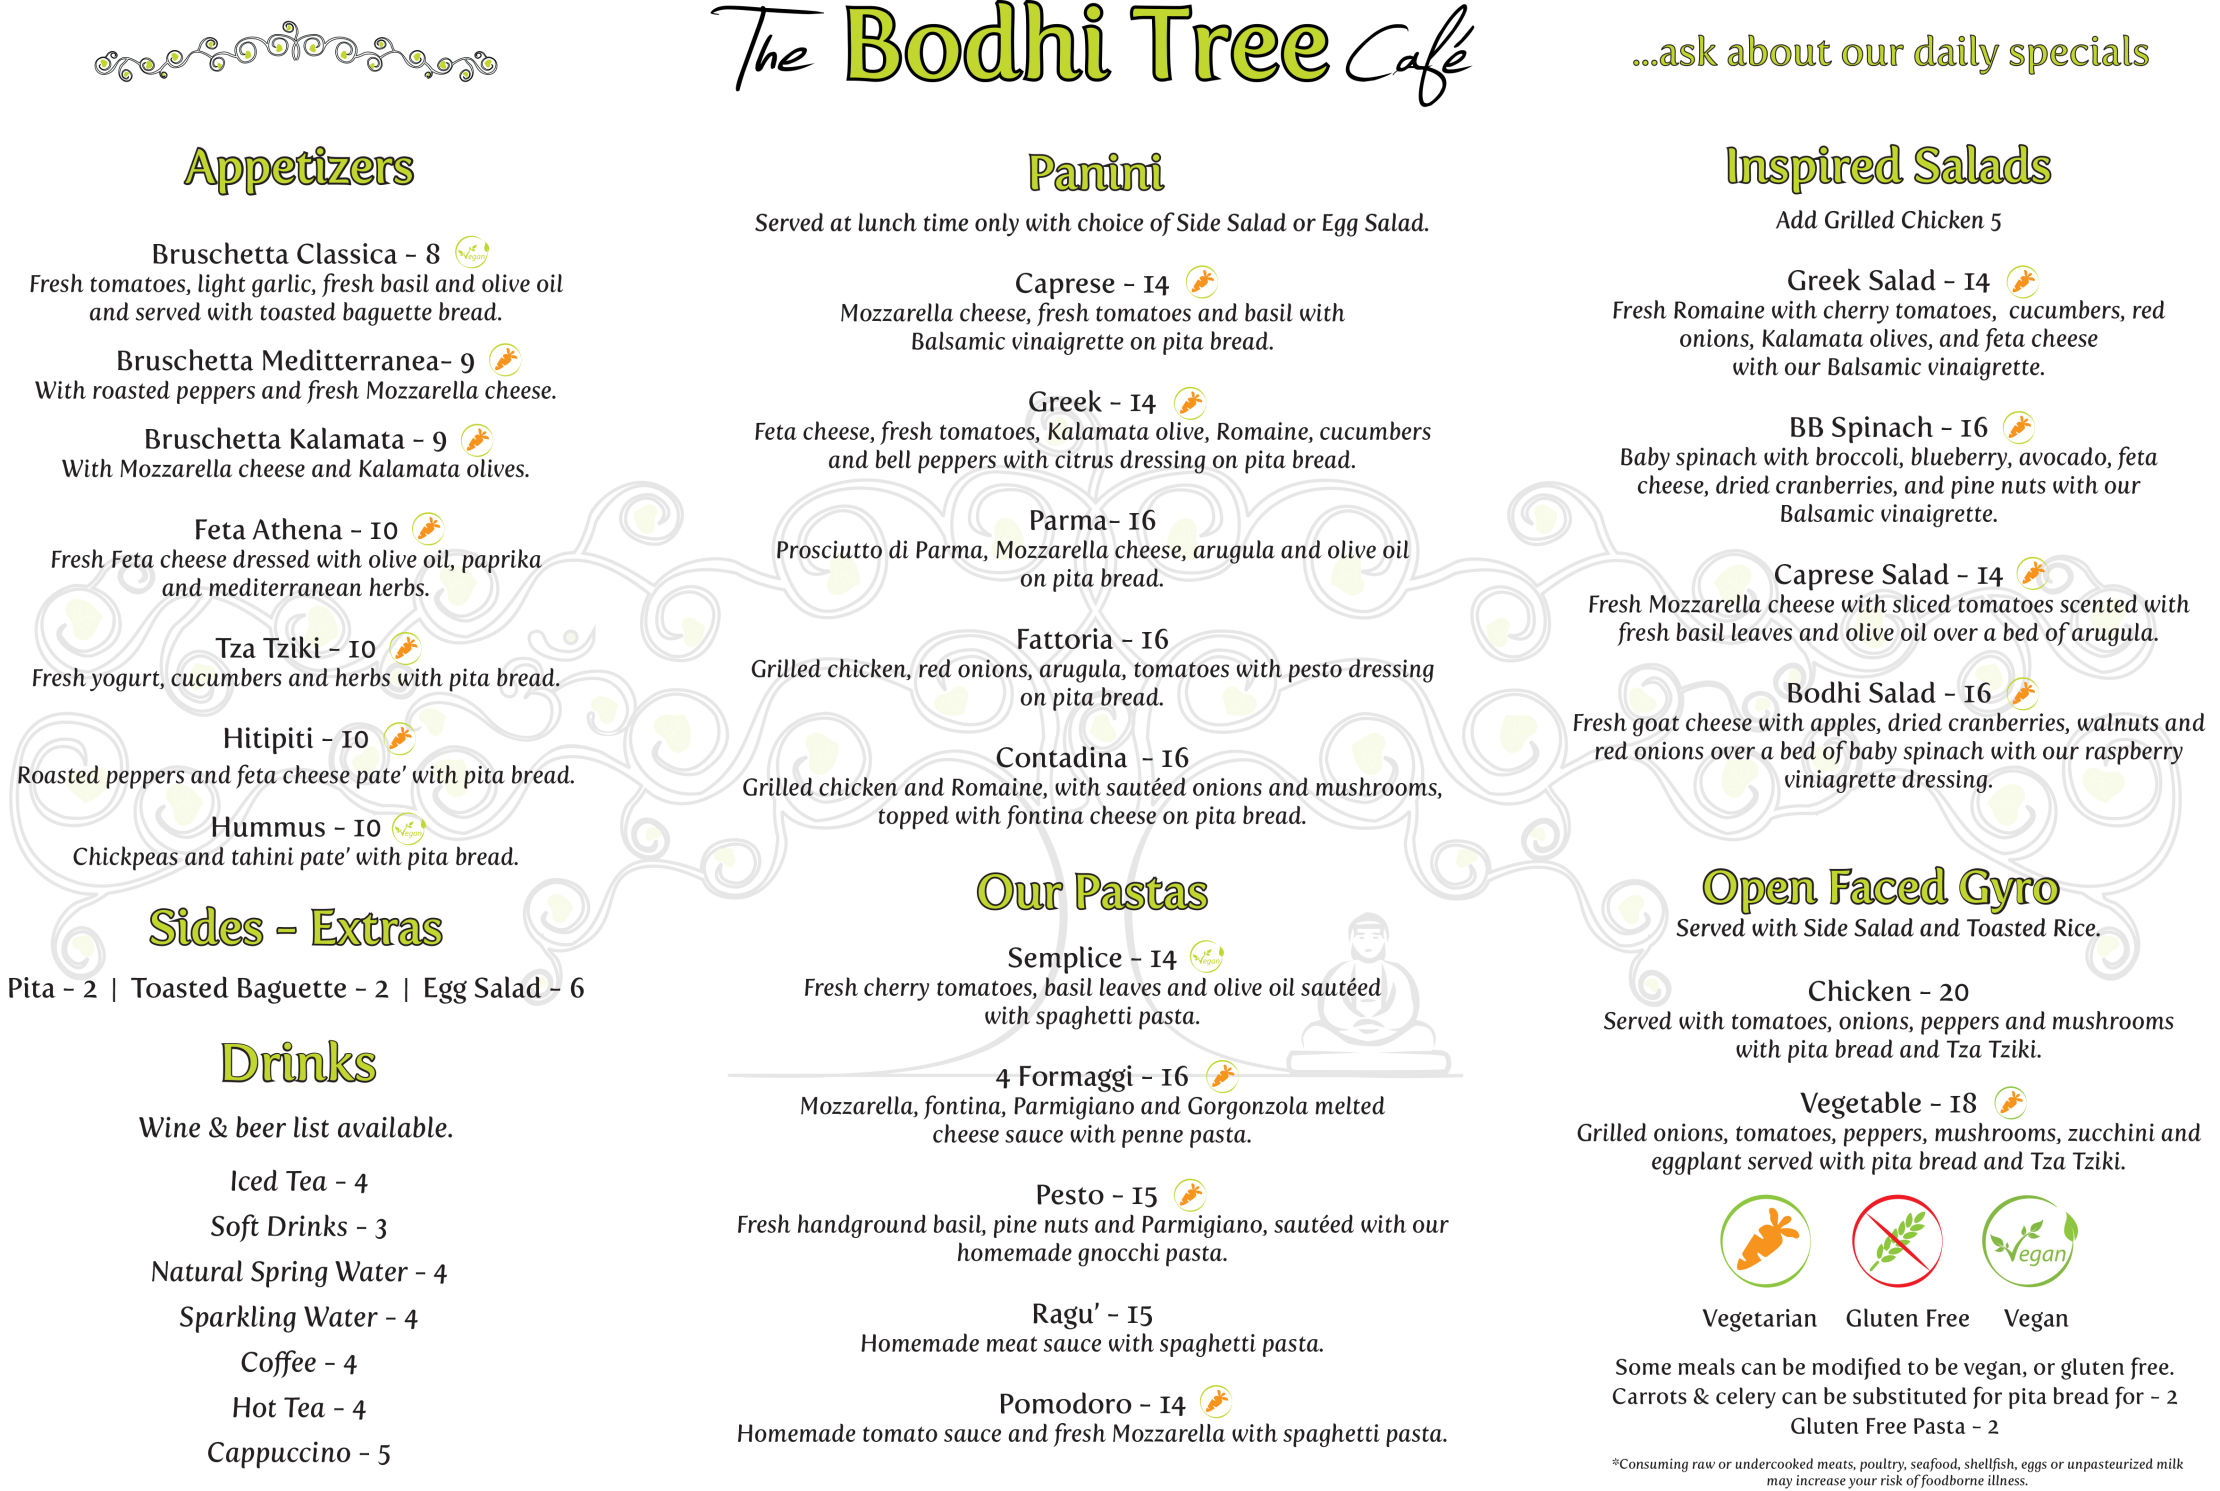 The Bodhi Tree Café
...ask about our daily specials
Appetizers
Bruschetta Classica - 8 Vegan
Fresh tomatoes, light garlic, fresh basil and olive oil
and served with toasted baguette bread.
Bruschetta Meditterranea- 9
With roasted peppers and fresh Mozzarella cheese.
Bruschetta Kalamata - 9
With Mozzarella cheese and Kalamata olives.
Feta Athena - 10
Fresh Feta cheese dressed with olive oil, paprika
and mediterranean herbs.
Tza Tziki - 10
Fresh yogurt, cucumbers and herbs with pita bread.
Hitipiti - 10
Roasted peppers and feta cheese pate' with pita bread.
Hummus - 10 Vegan
Chickpeas and tahini pate' with pita bread.
Sides - Extras
Pita - 2 | Toasted Baguette - 2 | Egg Salad - 6
Drinks
Wine & beer list available.
Iced Tea - 4
Soft Drinks - 3
Natural Spring Water - 4
Sparkling Water - 4
Coffee - 4
Hot Tea - 4
Cappuccino - 5
Panini
Served at lunch time only with choice of Side Salad or Egg Salad.
Caprese - 14
Mozzarella cheese, fresh tomatoes and basil with
Balsamic vinaigrette on pita bread.
Greek - 14
Feta cheese, fresh tomatoes, Kalamata olive, Romaine, cucumbers
and bell peppers with citrus dressing on pita bread.
Parma- 16
Prosciutto di Parma, Mozzarella cheese, arugula and olive oil
on pita bread.
Fattoria - 16
Grilled chicken, red onions, arugula, tomatoes with pesto dressing
on pita bread.
Contadina - 16
Grilled chicken and Romaine, with sautéed onions and mushrooms,
topped with fontina cheese on pita bread.
Our Pastas
Semplice - 14 Vegan
Fresh cherry tomatoes, basil leaves and olive oil sautéed
with spaghetti pasta.
4 Formaggi - 16
Mozzarella, fontina, Parmigiano and Gorgonzola melted
cheese sauce with penne pasta.
Pesto - 15
Fresh handground basil, pine nuts and Parmigiano, sautéed with our
homemade gnocchi pasta.
Ragu' - 15
Homemade meat sauce with spaghetti pasta.
Pomodoro - 14
Homemade tomato sauce and fresh Mozzarella with spaghetti pasta.
Inspired Salads
Add Grilled Chicken 5
Greek Salad - 14
Fresh Romaine with cherry tomatoes, cucumbers, red
onions, Kalamata olives, and feta cheese
with our Balsamic vinaigrette.
BB Spinach - 16
Baby spinach with broccoli, blueberry, avocado, feta
cheese, dried cranberries, and pine nuts with our
Balsamic vinaigrette.
Caprese Salad - 14
Fresh Mozzarella cheese with sliced tomatoes scented with
fresh basil leaves and olive oil over a bed of arugula.
Bodhi Salad - 16
Fresh goat cheese with apples, dried cranberries, walnuts and
red onions over a bed of baby spinach with our raspberry
viniagrette dressing.
Open Faced Gyro
Served with Side Salad and Toasted Rice.
Chicken - 20
Served with tomatoes, onions, peppers and mushrooms
with pita bread and Tza Tziki.
Vegetable - 18
Grilled onions, tomatoes, peppers, mushrooms, zucchini and
eggplant served with pita bread and Tza Tziki.
Vegan
Vegetarian Gluten Free Vegan
Some meals can be modified to be vegan, or gluten free.
Carrots & celery can be substituted for pita bread for - 2
Gluten Free Pasta - 2
*Consuming raw or undercooked meats, poultry, seafood, shellfish, eggs or unpasteurized milk
may increase your risk of foodborne illness.